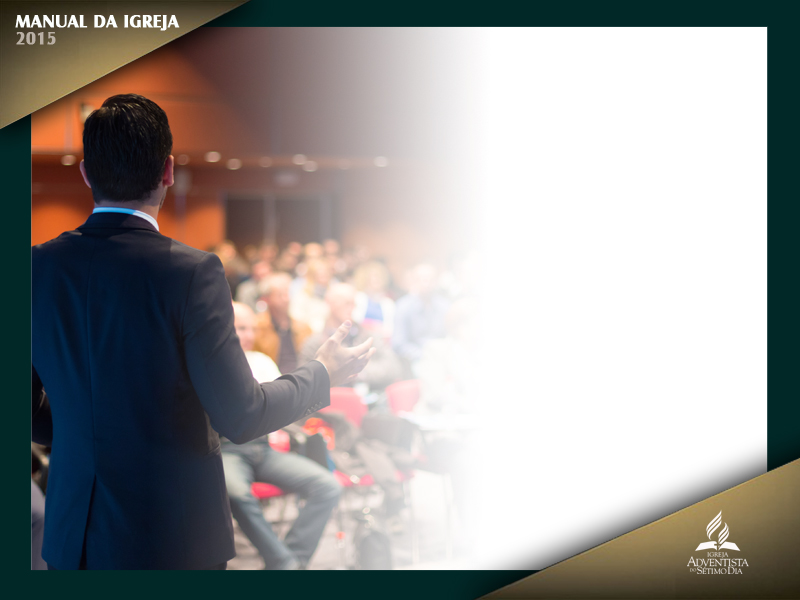 MANUAL DA IGREJA
2015
IGREJA
ADVENTISTA
DO SÉTIMO DIA